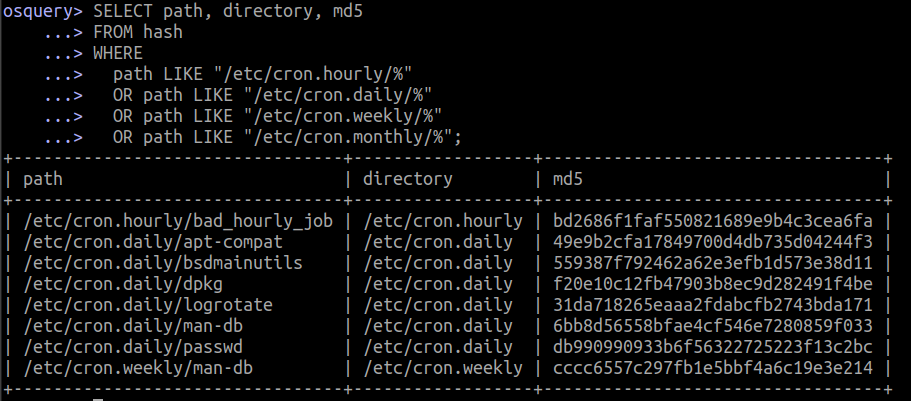 osquery> SELECT path, directory, md5
    ...> FROM hash
    ...> WHERE
    ...>   path LIKE "/etc/cron.hourly/%"
    ...>   OR path LIKE "/etc/cron.daily/%"
    ...>   OR path LIKE "/etc/cron.weekly/%"
    ...>   OR path LIKE "/etc/cron.monthly/%";
+---------------------------------+------------------+----------------------------------+
| path                            | directory        | md5                              |
+---------------------------------+------------------+----------------------------------+
| /etc/cron.hourly/bad_hourly_job | /etc/cron.hourly | bd2686f1faf550821689e9b4c3cea6fa |
| /etc/cron.daily/apt-compat      | /etc/cron.daily  | 49e9b2cfa17849700d4db735d04244f3 |
| /etc/cron.daily/bsdmainutils    | /etc/cron.daily  | 559387f792462a62e3efb1d573e38d11 |
| /etc/cron.daily/dpkg            | /etc/cron.daily  | f20e10c12fb47903b8ec9d282491f4be |
| /etc/cron.daily/logrotate       | /etc/cron.daily  | 31da718265eaaa2fdabcfb2743bda171 |
| /etc/cron.daily/man-db          | /etc/cron.daily  | 6bb8d56558bfae4cf546e7280859f033 |
| /etc/cron.daily/passwd          | /etc/cron.daily  | db990990933b6f56322725223f13c2bc |
| /etc/cron.weekly/man-db         | /etc/cron.weekly | cccc6557c297fb1e5bbf4a6c19e3e214 |
+---------------------------------+------------------+----------------------------------+